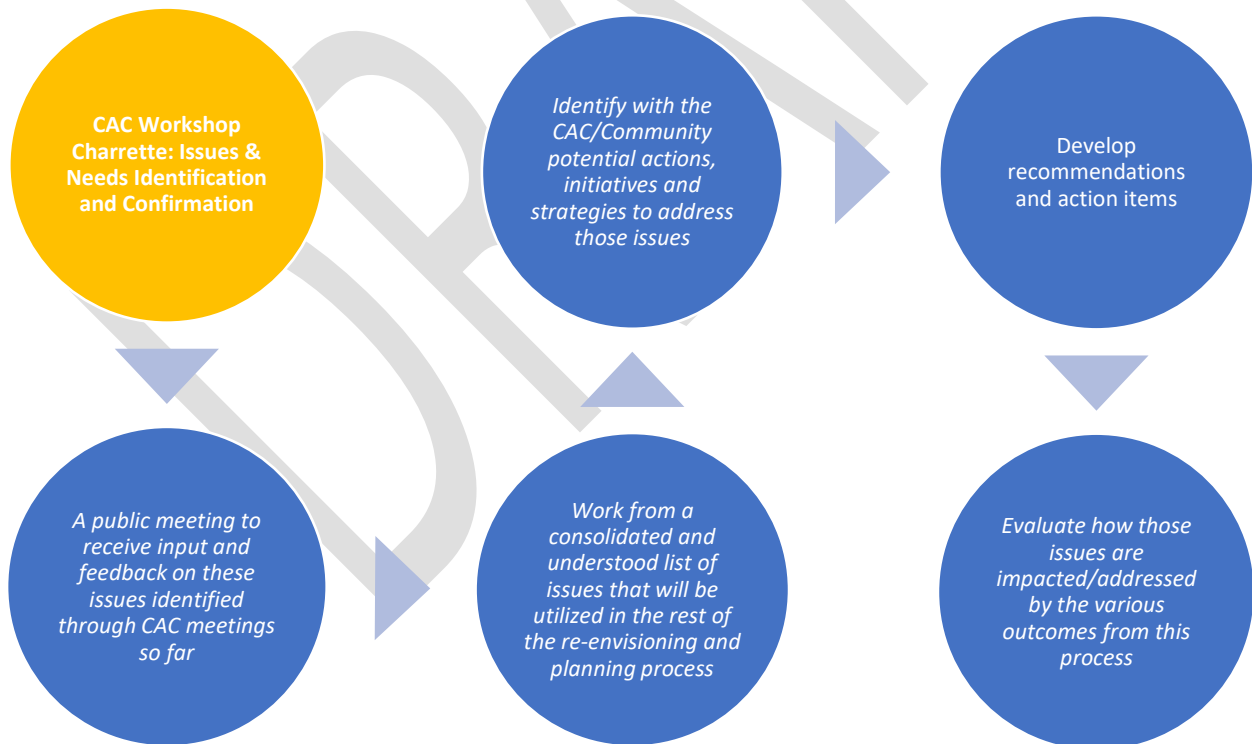 CAC Workshop
Charrette: Issues &
Needs Identification
and Confirmation
A public meeting to
receive input and
feedback on these
issues identified
through CAC meetings
so far
Work from a
consolidated and
understood list of
issues that will be
utilized in the rest of
the re-envisioning and
planning process
Identify with the
CAC/Community
potential actions,
initiatives and
strategies to address
those issues
Develop
recommendations
and action items
Evaluate how those
issues are
impacted/addressed
by the various
outcomes from this
process